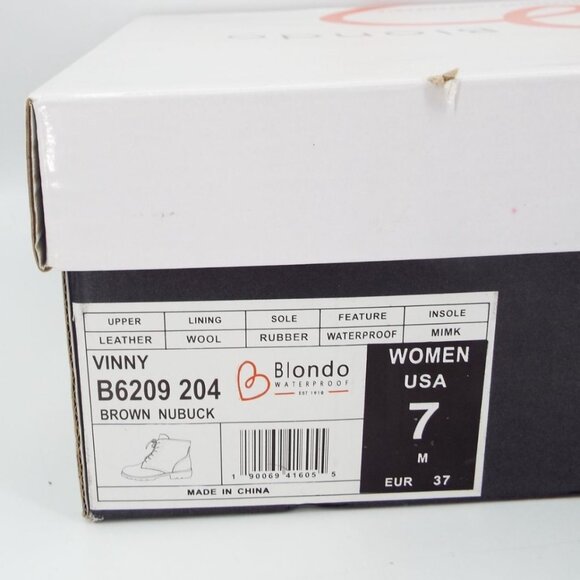 Blondo
UPPER LINING SOLE FEATURE INSOLE
LEATHER WOOL RUBBER WATERPROOF MIMK
VINNY
B6209 204
BROWN NUBUCK
Blondo
WATERPROOF
EST 1910
WOMEN
USA
7
M
EUR 37
1 90069 41605 5
MADE IN CHINA